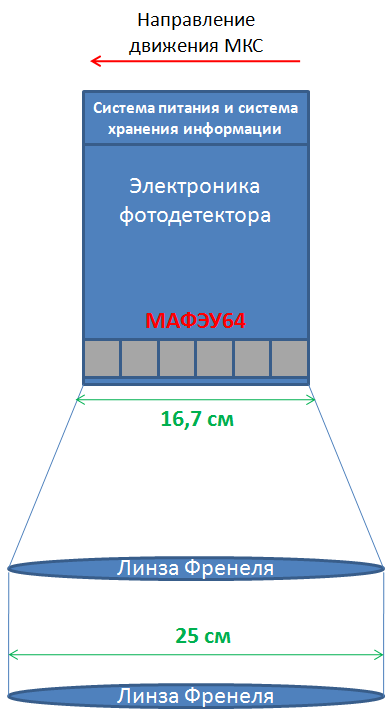 Направление
движения МКС
Система питания и система
хранения информации
Электроника
фотодетектора
МАФЭУ64
16,7 см
Линза Френеля
25 см
Линза Френеля